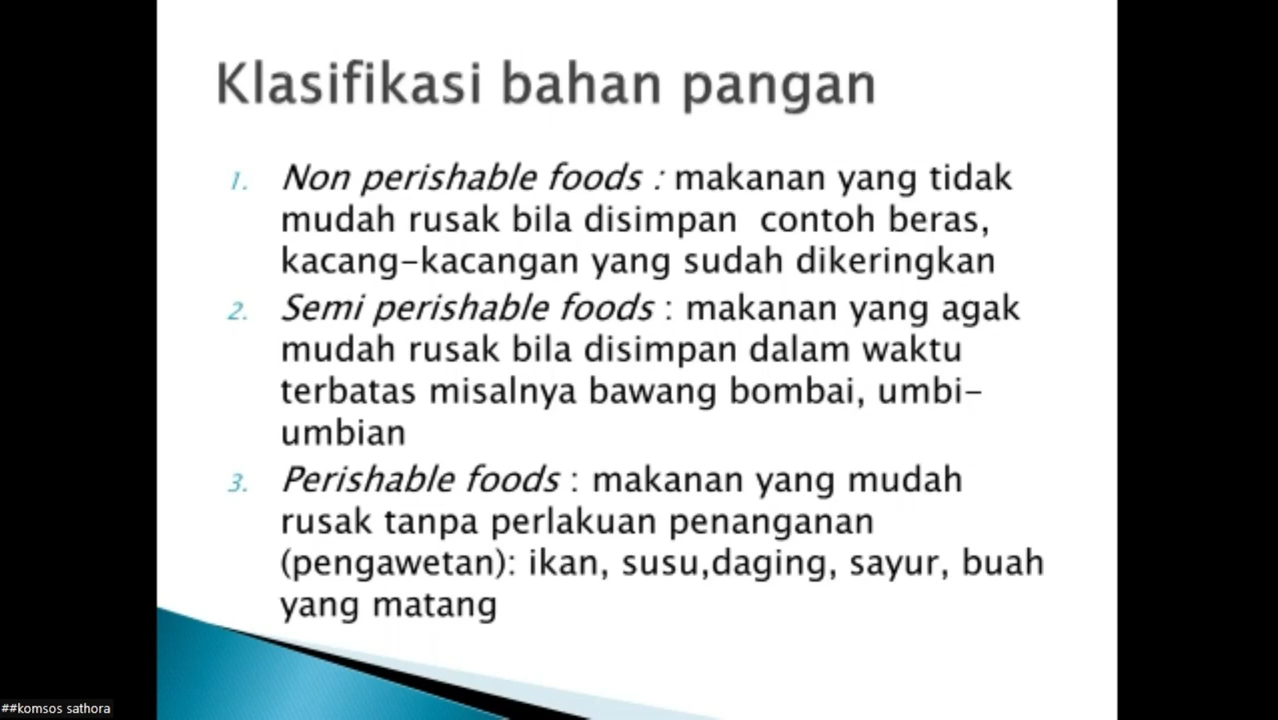 Klasifikasi bahan pangan
1. Non perishable foods : makanan yang tidak
mudah rusak bila disimpan  contoh beras,
kacang-kacangan yang sudah dikeringkan
2. Semi perishable foods : makanan yang agak
mudah rusak bila disimpan dalam waktu
terbatas misalnya bawang bombai, umbi-
umbian
3. Perishable foods : makanan yang mudah
rusak tanpa perlakuan penanganan
(pengawetan): ikan, susu,daging, sayur, buah
yang matang
##komsos sathora